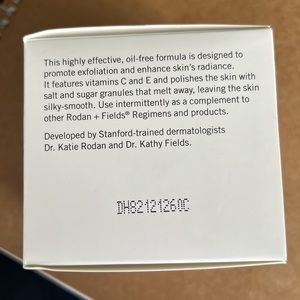 This highly effective, oil-free formula is designed to
promote exfoliation and enhance skin's radiance.
It features vitamins C and E and polishes the skin with
salt and sugar granules that melt away, leaving the skin
silky-smooth. Use intermittently as a complement to
other Rodan + Fields® Regimens and products.
Developed by Stanford-trained dermatologists
Dr. Katie Rodan and Dr. Kathy Fields.
DH82121260C